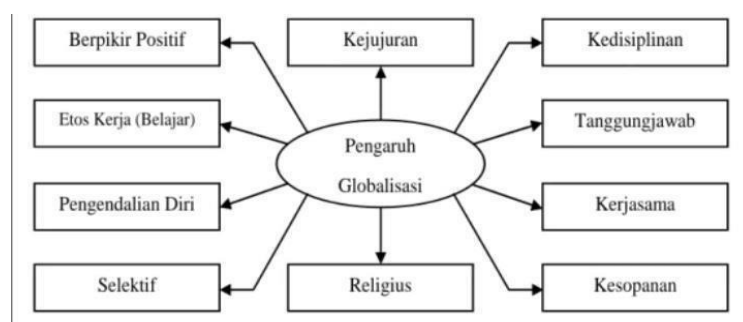 Berpikir Positif
Kejujuran
Kedisiplinan
Etos Kerja (Belajar)
Tanggungjawab
Pengaruh
Globalisasi
Pengendalian Diri
Kerjasama
Selektif
Religius
Kesopanan